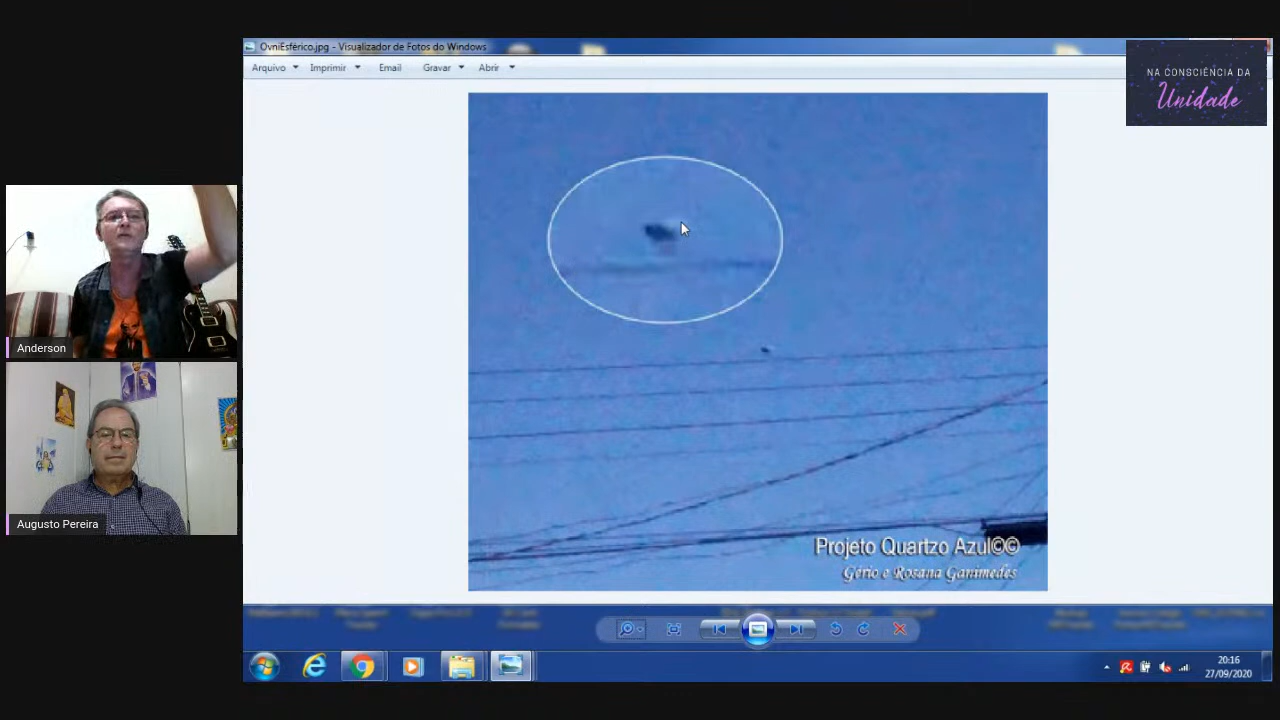 OvniEsférico.jpg - Visualizador de Fotos do Windows
Arquivo Imprimir Email Gravar Abrir
NA CONSCIÊNCIA DA
Unidade
Anderson
Augusto Pereira
Projeto Quartzo Azul©©
Gério e Rosana Ganimedes
20:16
27/09/2020